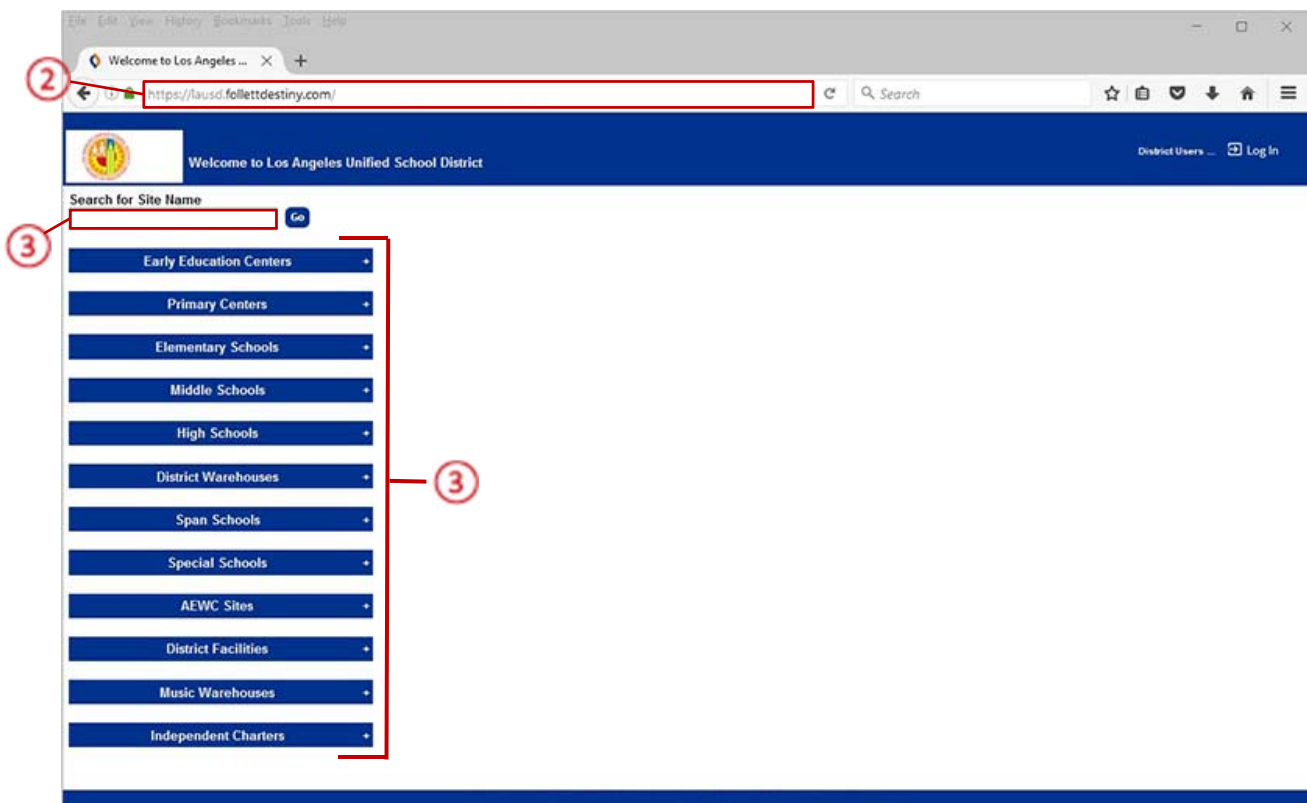 File Edit View History Bookmarks Tools Help
Welcome to Los Angeles ...
2
https://lausd.follettdestiny.com/
Search
Welcome to Los Angeles Unified School District
District Users ... Log In
Search for Site Name
Go
3
Early Education Centers +
Primary Centers +
Elementary Schools +
Middle Schools +
High Schools +
District Warehouses +
3
Span Schools +
Special Schools +
AEWC Sites +
District Facilities +
Music Warehouses +
Independent Charters +